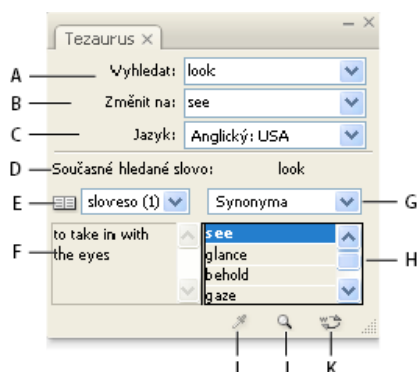 Tezaurus ×
A Vyhledat: look
B Změnit na: see
C Jazyk: Anglický: USA
D Současné hledané slovo: look
E sloveso (1) Synonyma G
F to take in with the eyes
see
glance
behold
gaze
H
I J K